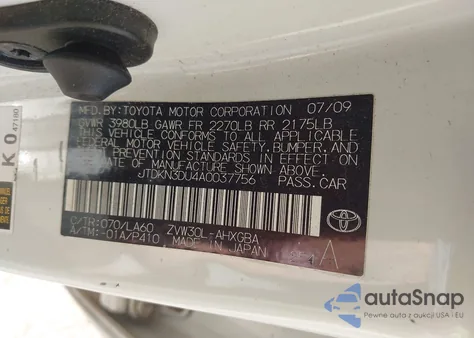 MFD.BY:TOYOTA MOTOR CORPORATION 07/09
GVWR 3980LB GAWR FR 2270LB RR 2175LB
THIS VEHICLE CONFORMS TO ALL APPLICABLE
FEDERAL MOTOR VEHICLE SAFETY,BUMPER,AND
THEFT PREVENTION STANDARDS IN EFFECT ON
THE DATE OF MANUFACTURE SHOWN ABOVE.
JTDKN3DU4A0037756 PASS.CAR
C/TR:070/LA60 ZVW30L-AHXGBA
A/TM:-01A/P410 MADE IN JAPAN
A
K 0
47180
autoSnap
Pewne auta z aukcji USA i EU